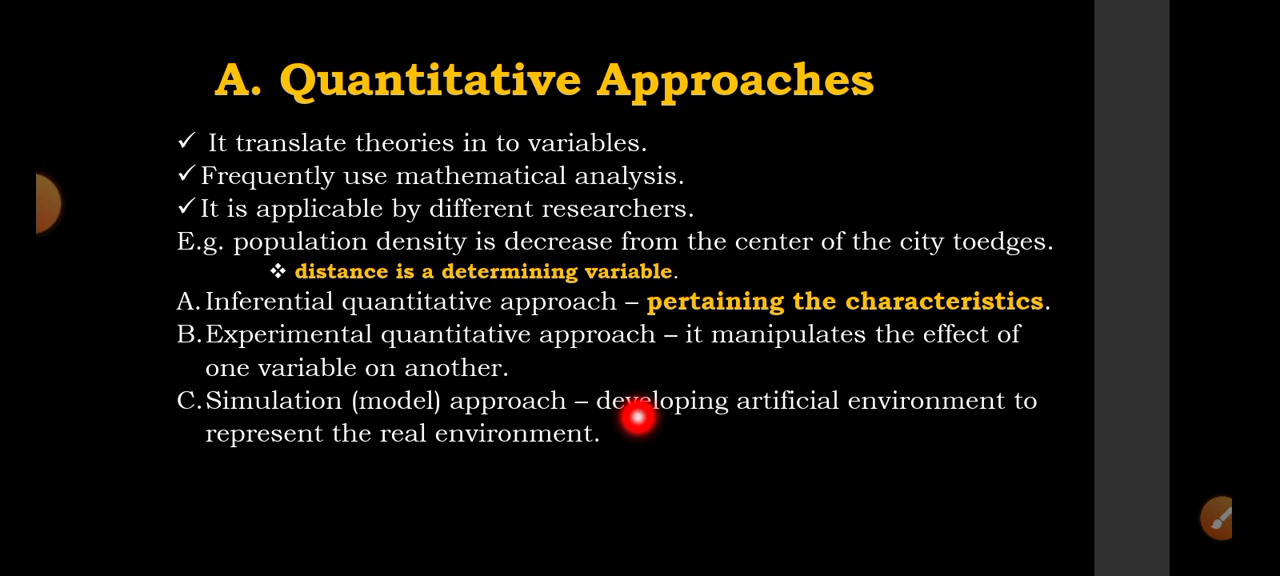 A. Quantitative Approaches
✓ It translate theories in to variables.
✓ Frequently use mathematical analysis.
✓ It is applicable by different researchers.
E.g. population density is decrease from the center of the city toedges.
❖ distance is a determining variable.
A. Inferential quantitative approach – pertaining the characteristics.
B. Experimental quantitative approach – it manipulates the effect of
one variable on another.
C. Simulation (model) approach – developing artificial environment to
represent the real environment.